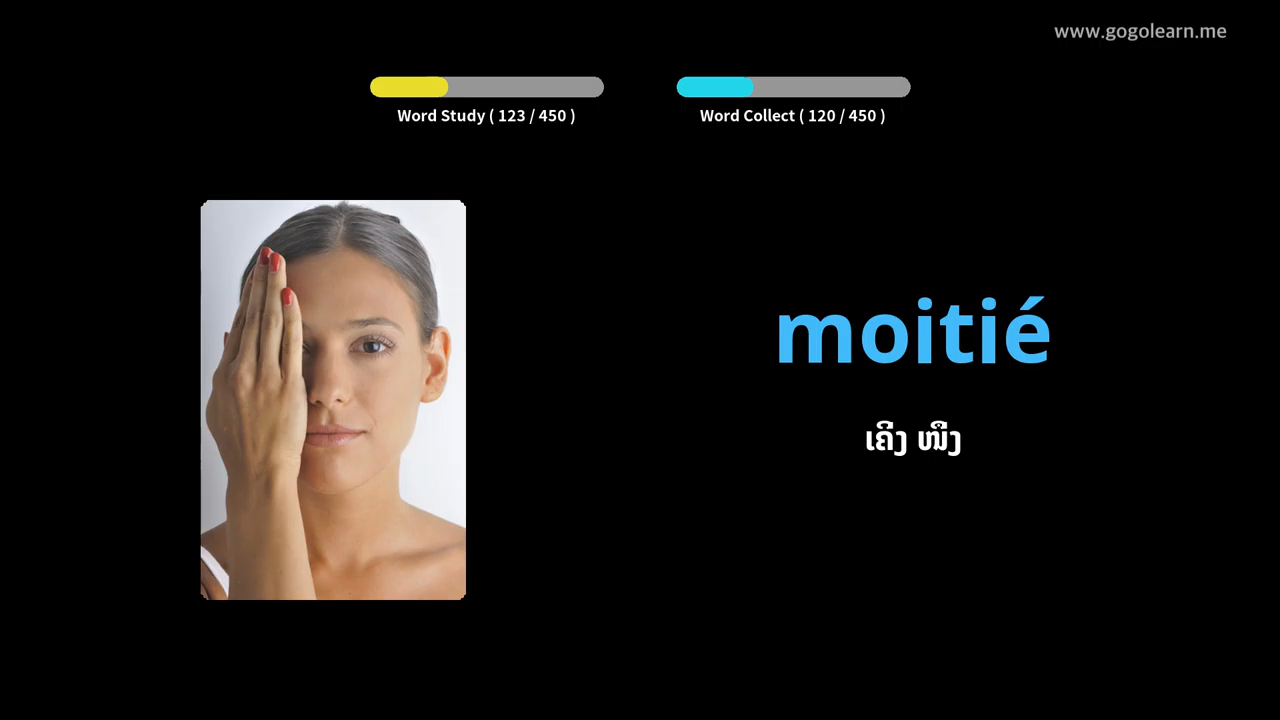 www.gogolearn.me
Word Study ( 123 / 450 )
Word Collect ( 120 / 450 )
moitié
ເຄິ່ງ ໜຶ່ງ